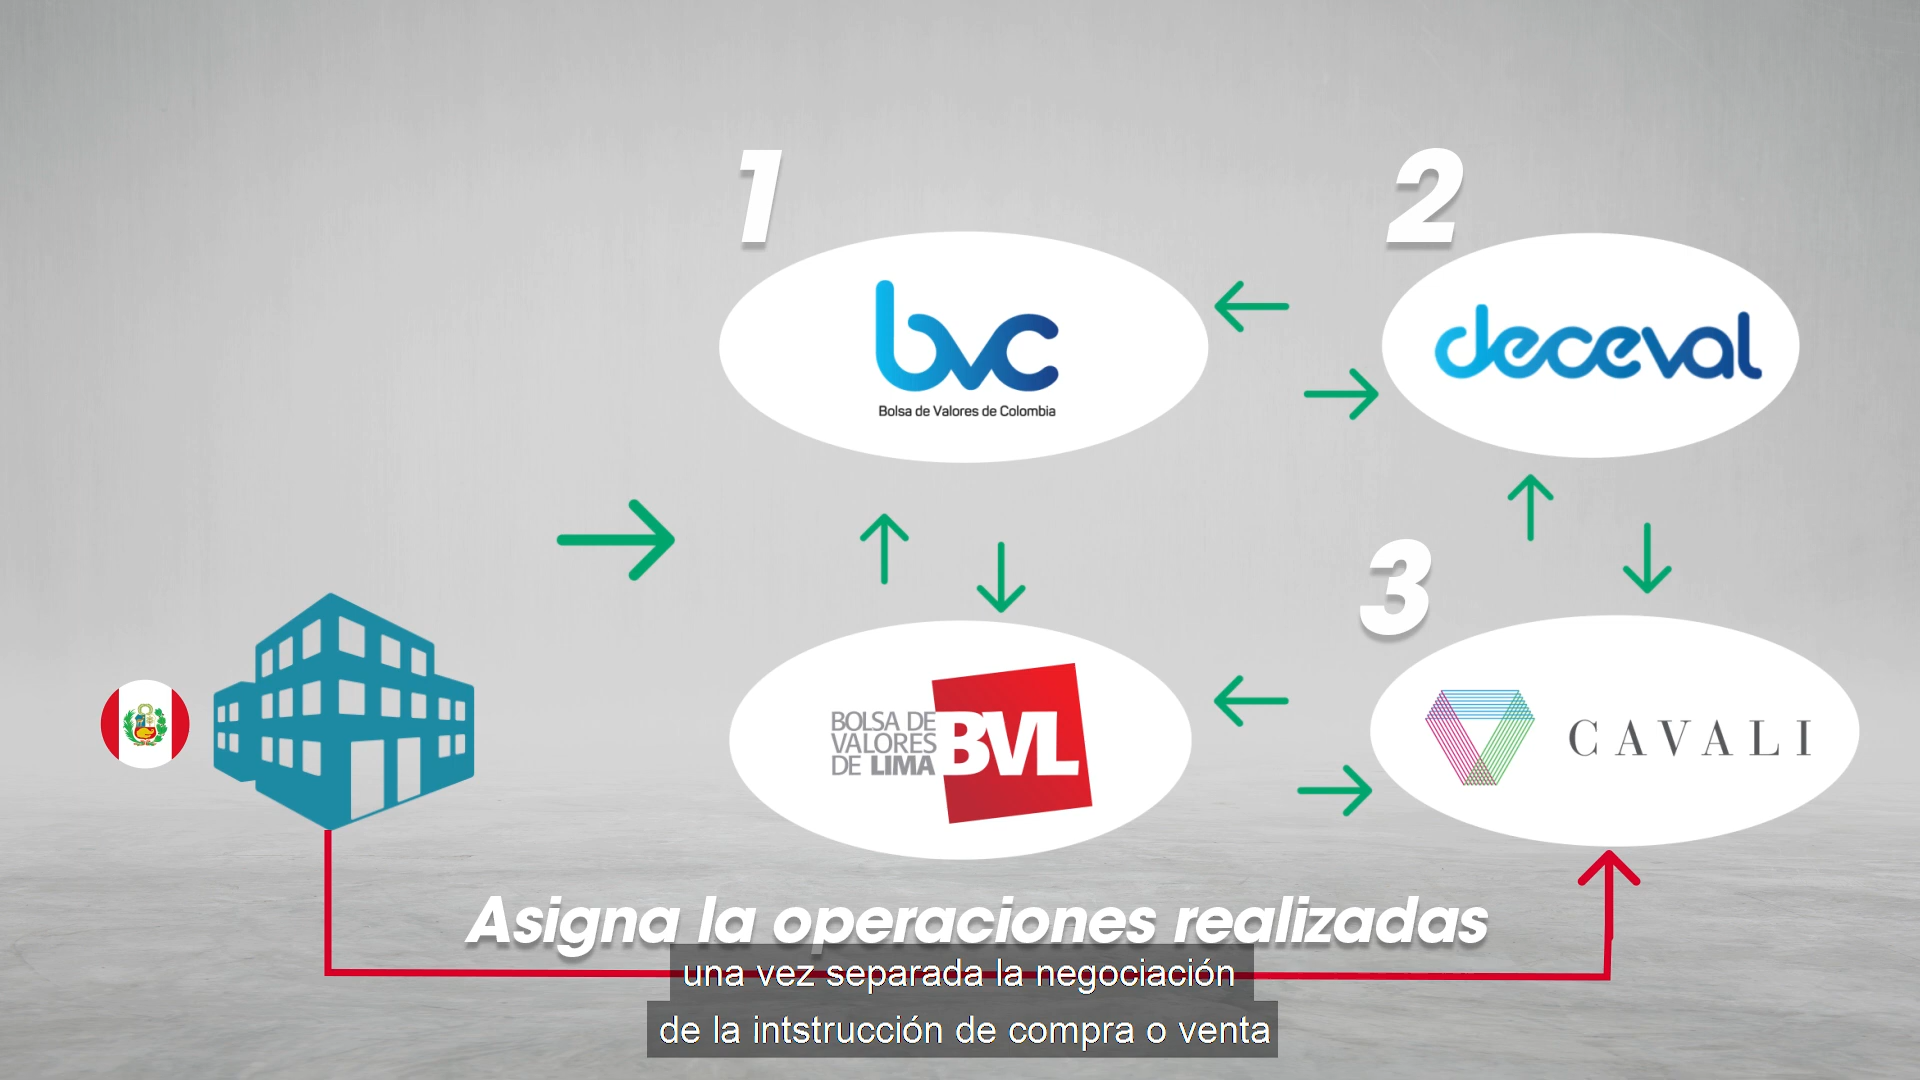 1
2
bvc
Bolsa de Valores de Colombia
deceval
3
BOLSA DE
VALORES
DE LIMA
BVL
CAVALI
Asigna la operaciones realizadas
una vez separada la negociación
de la intstrucción de compra o venta